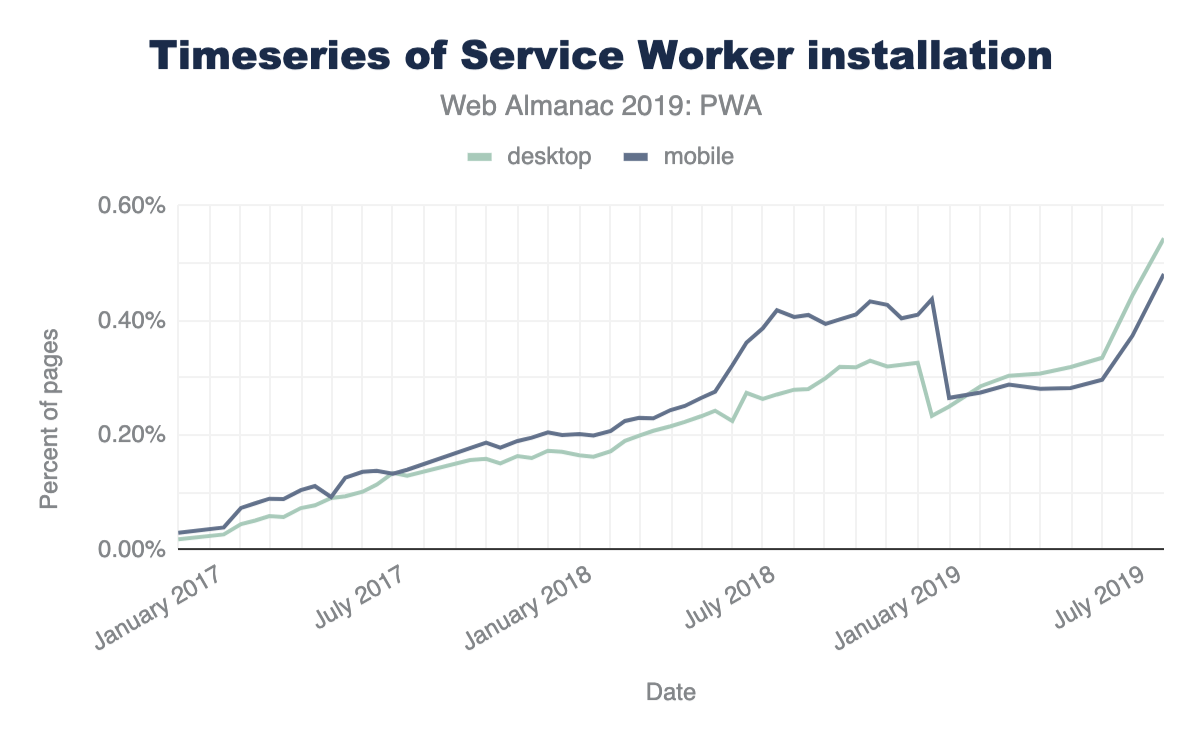 Timeseries of Service Worker installation
Web Almanac 2019: PWA
desktop mobile
0.60%
0.40%
0.20%
0.00%
Percent of pages
January 2017 July 2017 January 2018 July 2018 January 2019 July 2019
Date